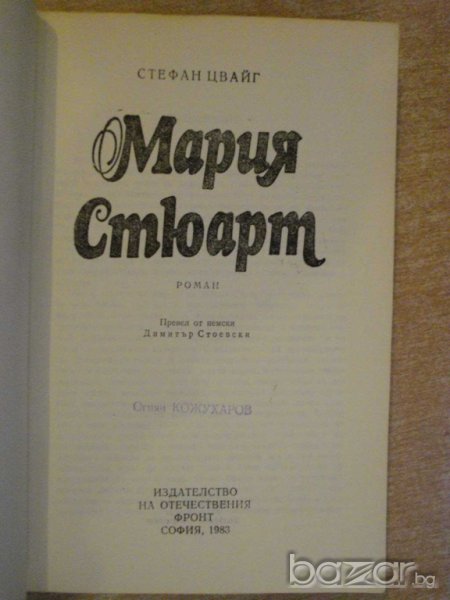 СТЕФАН ЦВАЙГ
Мария
Стюарт
РОМАН
Превел от немски
Димитър Стоевски
Огнян КОЖУХАРОВ
ИЗДАТЕЛСТВО
НА ОТЕЧЕСТВЕНИЯ
ФРОНТ
СОФИЯ, 1983
bazar.bg